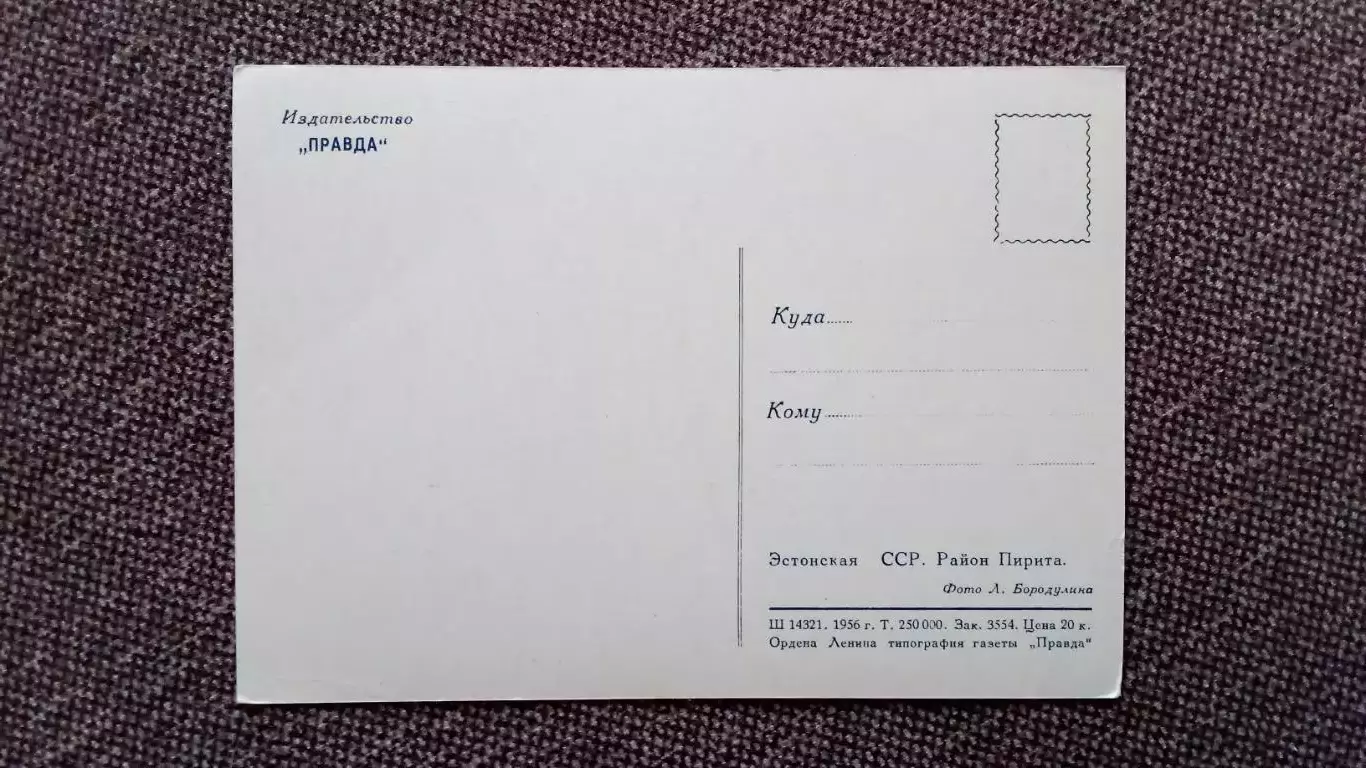 Издательство
„ПРАВДА“
Куда
Кому
Эстонская ССР. Район Пирита.
Фото Л. Бородулина
Ш 14321. 1956 г. Т. 250 000. Зак. 3554. Цена 20 к.
Ордена Ленина типография газеты „Правда“